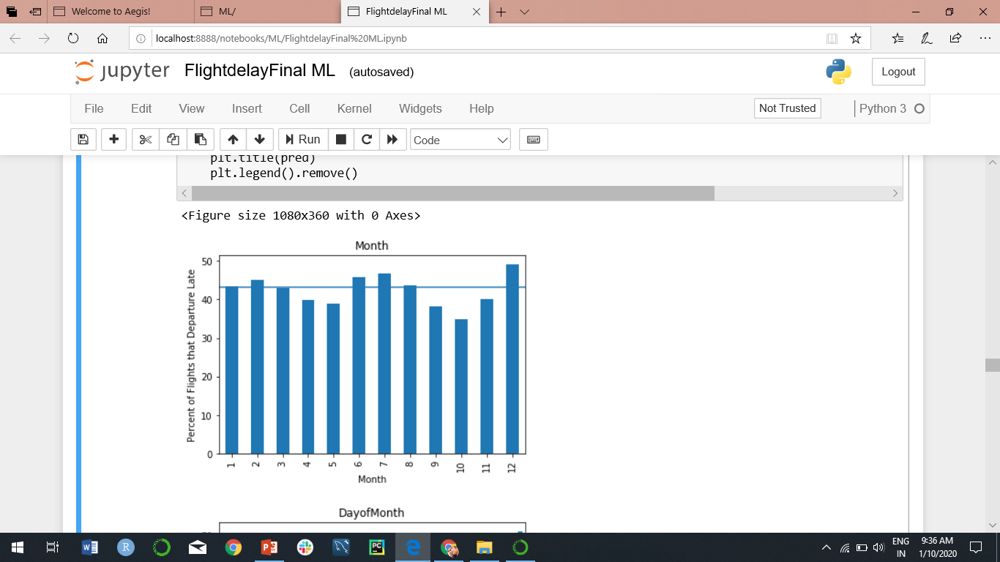 Welcome to Aegis!
ML/
FlightdelayFinal ML
localhost:8888/notebooks/ML/FlightdelayFinal%20ML.ipynb
jupyter FlightdelayFinal ML (autosaved)
Logout
File Edit View Insert Cell Kernel Widgets Help
Not Trusted
Python 3
Run
Code
plt.title(pred)
plt.legend().remove()
<Figure size 1080x360 with 0 Axes>
Month
Percent of Flights that Departure Late
50
40
30
20
10
0
1 2 3 4 5 6 7 8 9 10 11 12
Month
DayofMonth
W R P PC
ENG
IN
9:36 AM
1/10/2020